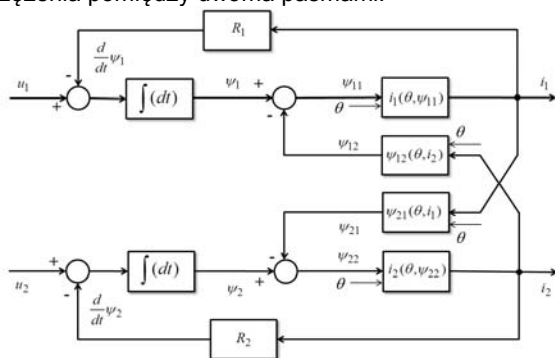 zężenia pomiędzy dwoma pasmami.
R₁
d/dt ψ₁
-
u₁
+
∫(dt)
ψ₁
+
-
ψ₁₁
θ
i₁(θ,ψ₁₁)
i₁
ψ₁₂
ψ₁₂(θ,i₂)
θ
ψ₂₁(θ,i₁)
θ
ψ₂₁
-
+
u₂
+
-
∫(dt)
ψ₂
ψ₂₂
θ
i₂(θ,ψ₂₂)
i₂
d/dt ψ₂
R₂